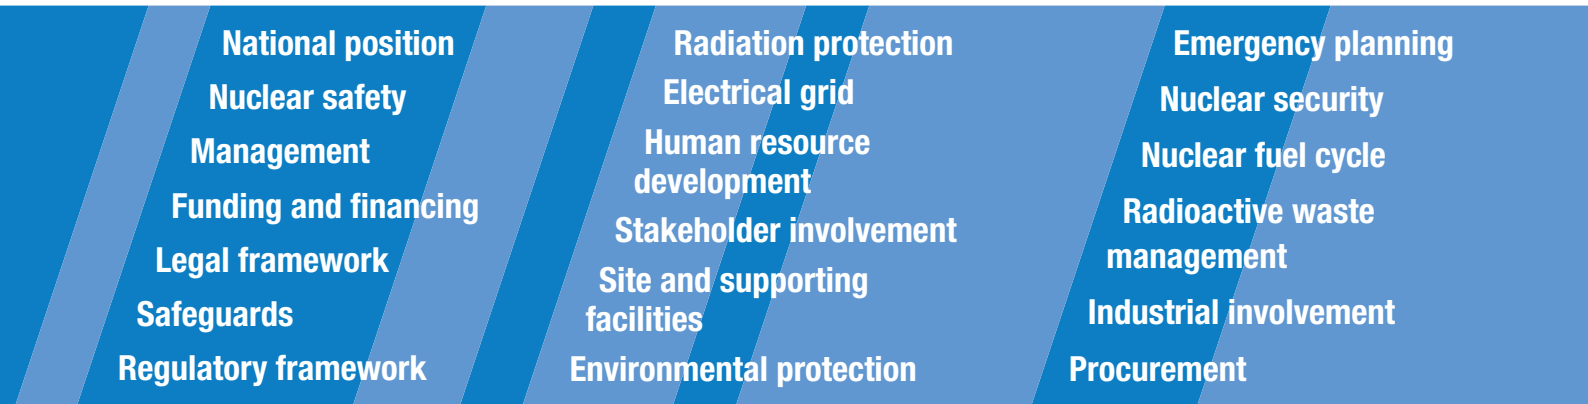 National position
Nuclear safety
Management
Funding and financing
Legal framework
Safeguards
Regulatory framework
Radiation protection
Electrical grid
Human resource
development
Stakeholder involvement
Site and supporting
facilities
Environmental protection
Emergency planning
Nuclear security
Nuclear fuel cycle
Radioactive waste
management
Industrial involvement
Procurement